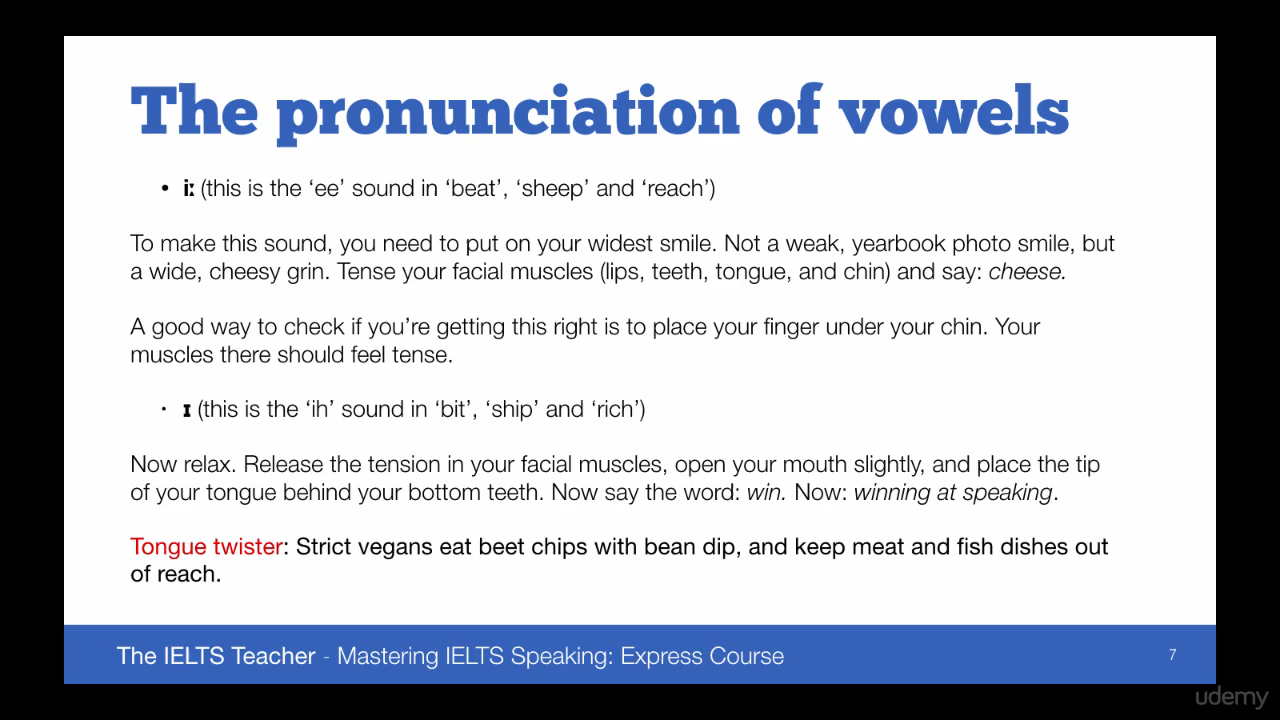 The pronunciation of vowels
• iː (this is the ‘ee’ sound in ‘beat’, ‘sheep’ and ‘reach’)
To make this sound, you need to put on your widest smile. Not a weak, yearbook photo smile, but
a wide, cheesy grin. Tense your facial muscles (lips, teeth, tongue, and chin) and say: cheese.
A good way to check if you’re getting this right is to place your finger under your chin. Your
muscles there should feel tense.
• ɪ (this is the ‘ih’ sound in ‘bit’, ‘ship’ and ‘rich’)
Now relax. Release the tension in your facial muscles, open your mouth slightly, and place the tip
of your tongue behind your bottom teeth. Now say the word: win. Now: winning at speaking.
Tongue twister: Strict vegans eat beet chips with bean dip, and keep meat and fish dishes out
of reach.
The IELTS Teacher - Mastering IELTS Speaking: Express Course
7
udemy